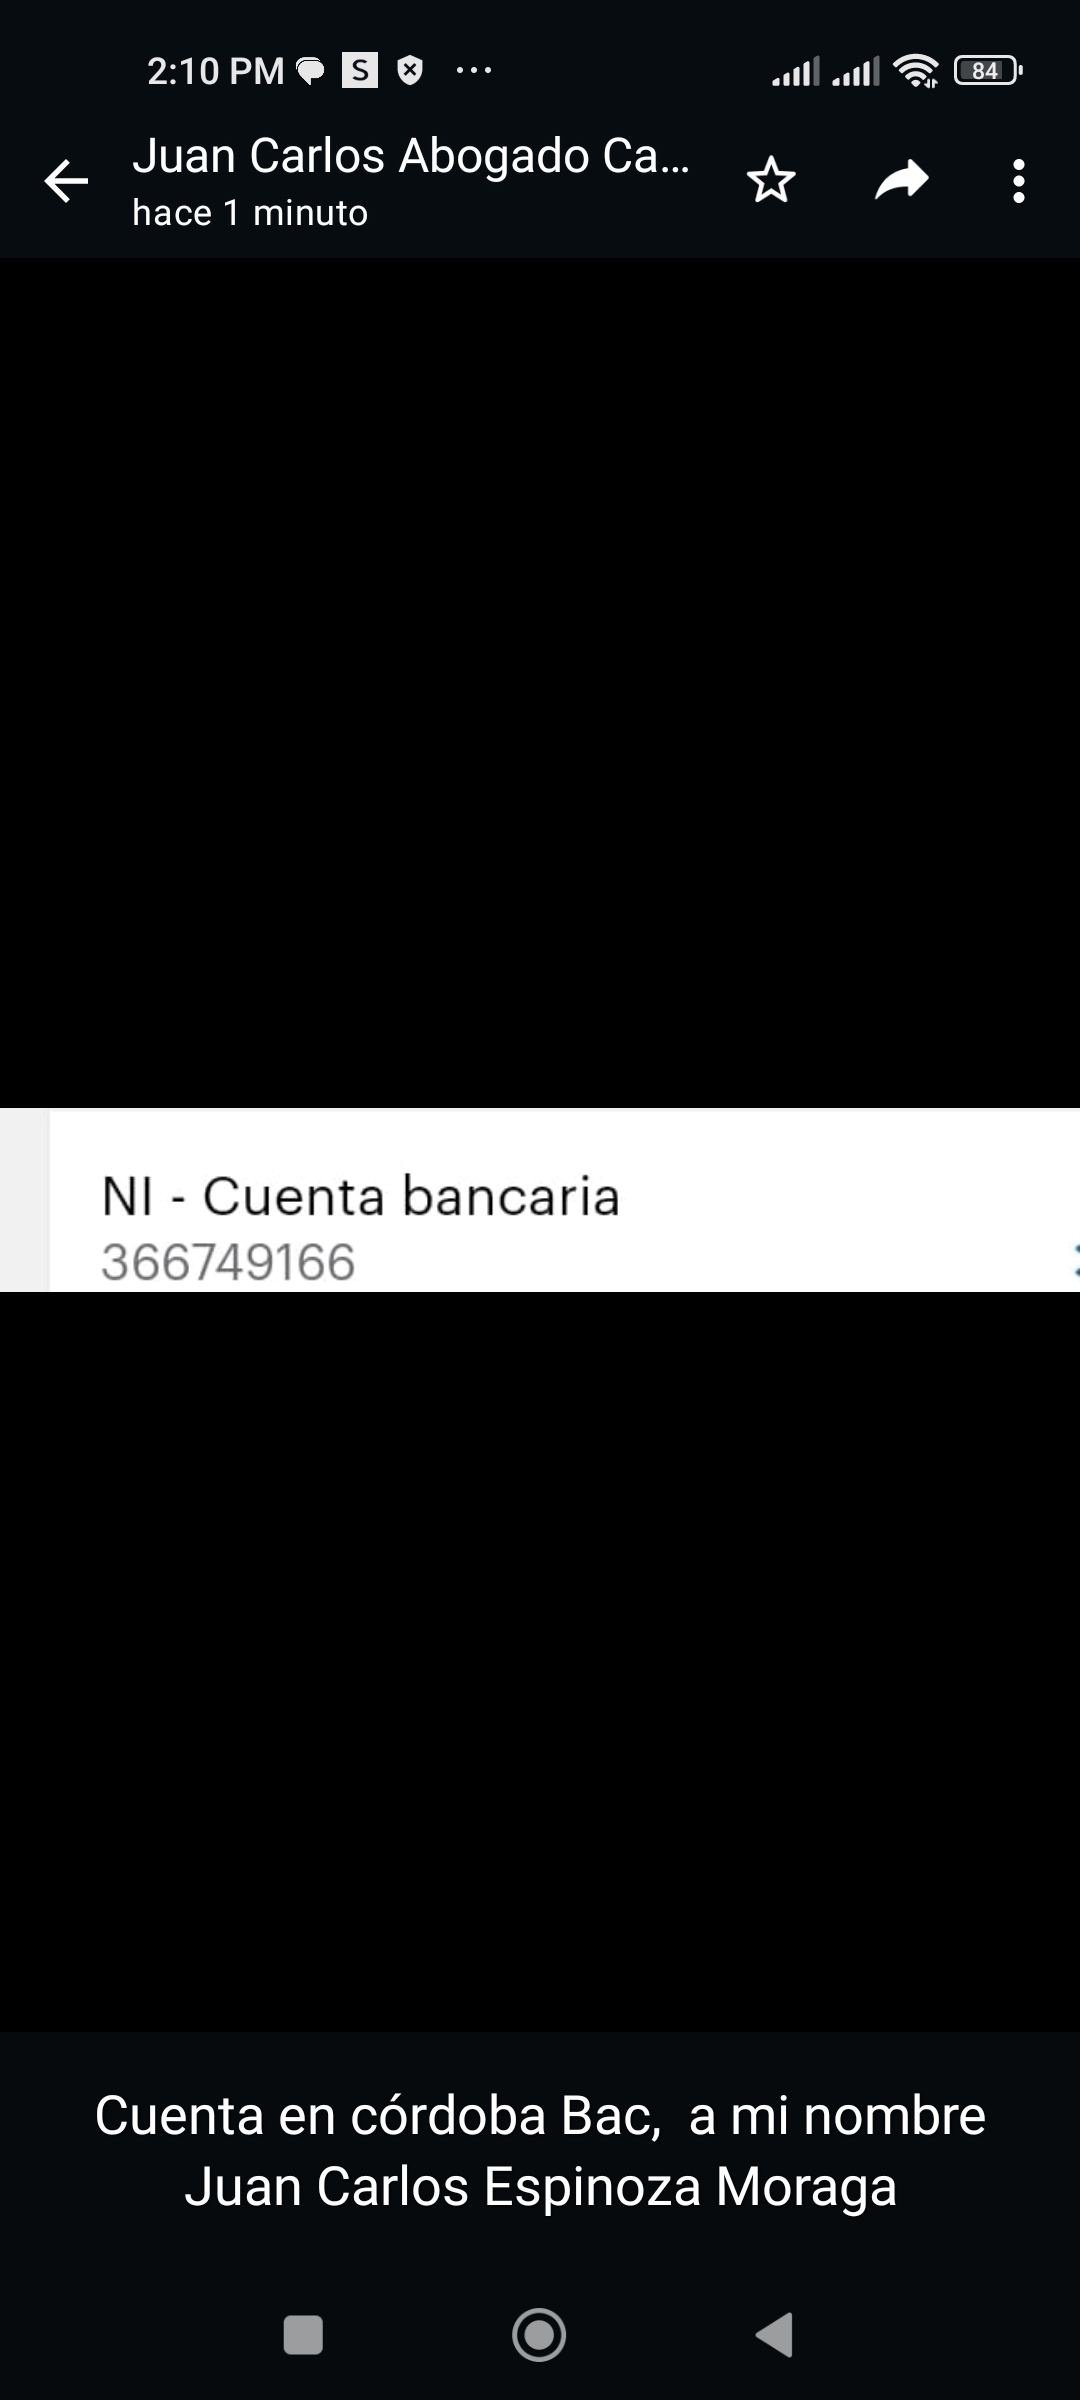 2:10 PM S ... 84
Juan Carlos Abogado Ca...
hace 1 minuto
NI - Cuenta bancaria
366749166
Cuenta en córdoba Bac,  a mi nombre
Juan Carlos Espinoza Moraga